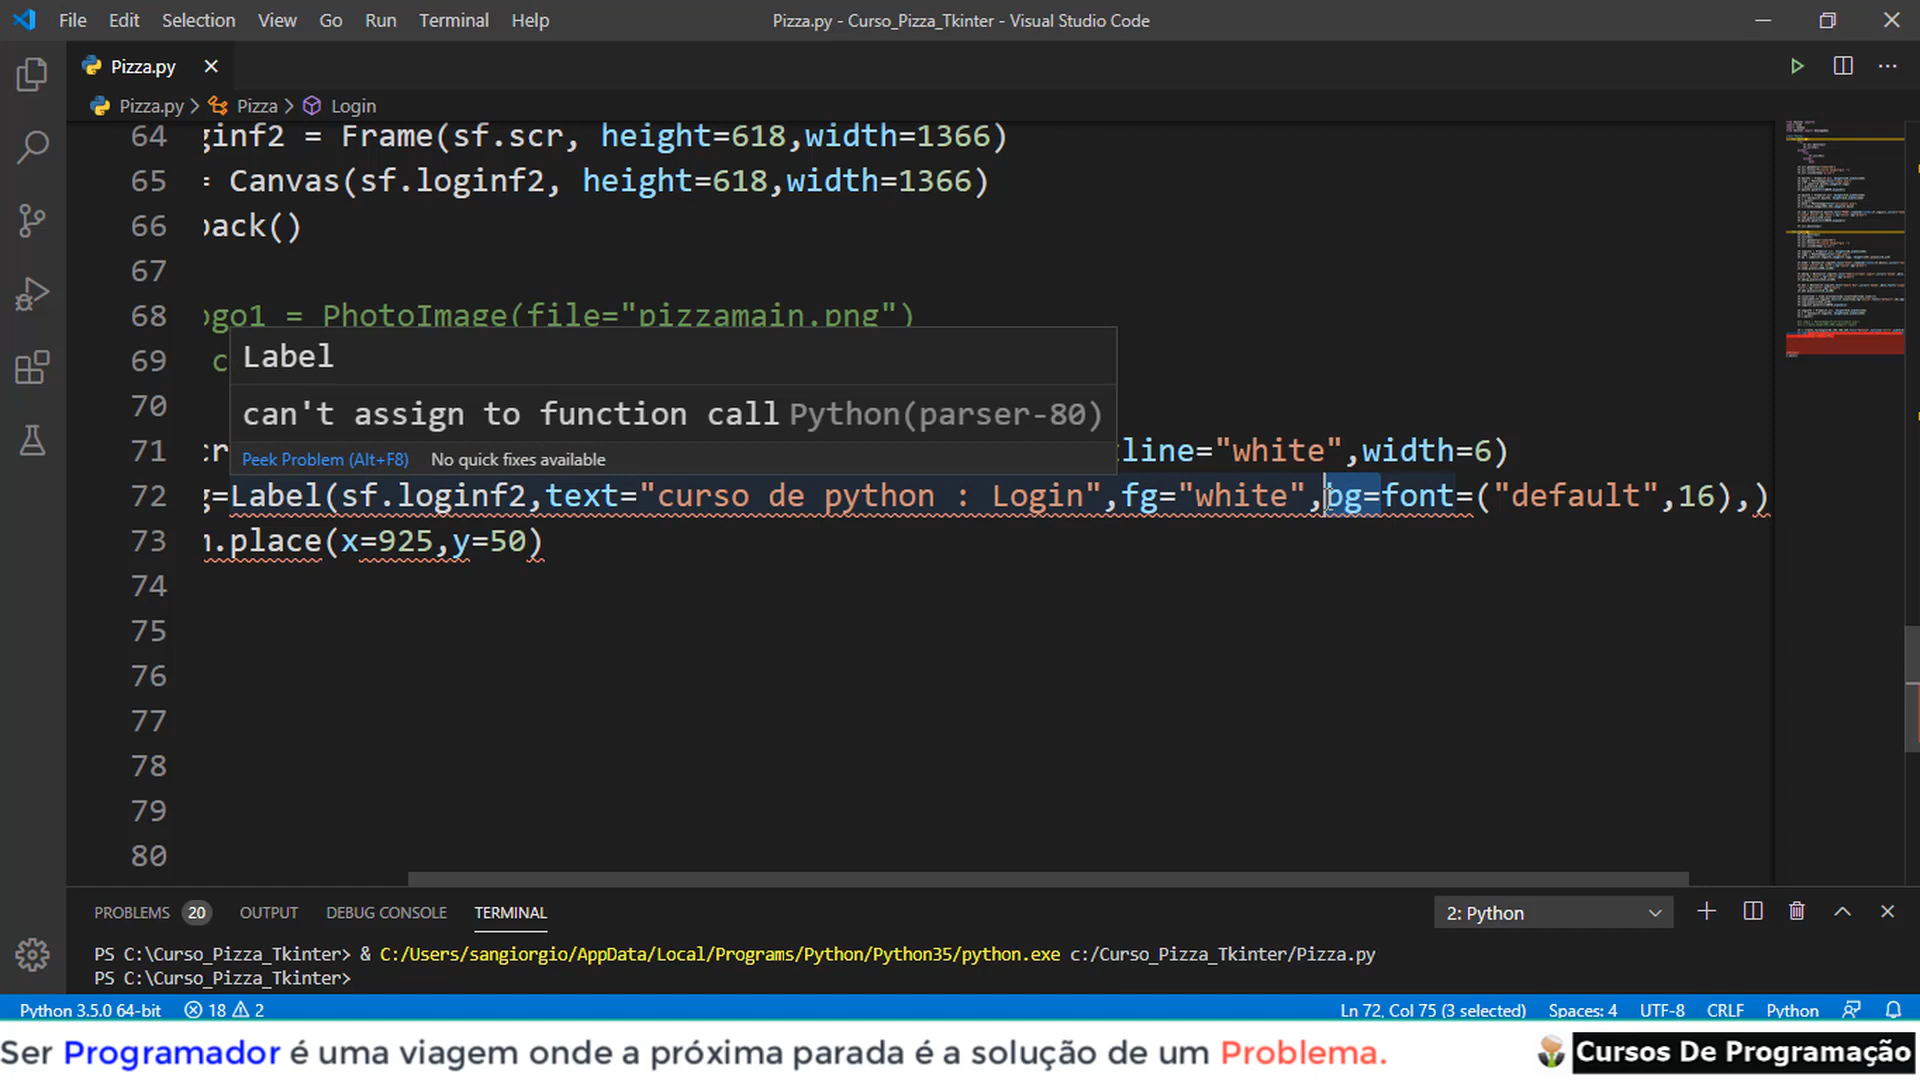 File Edit Selection View Go Run Terminal Help Pizza.py - Curso_Pizza_Tkinter - Visual Studio Code
Pizza.py
Pizza.py > Pizza > Login
64 ginf2 = Frame(sf.scr, height=618,width=1366)
65 = Canvas(sf.loginf2, height=618,width=1366)
66 pack()
67
68 ogo1 = PhotoImage(file="pizzamain.png")
69 c
Label
70
can't assign to function call Python(parser-80)
71 cr tline="white",width=6)
Peek Problem (Alt+F8) No quick fixes available
72 g=Label(sf.loginf2,text="curso de python : Login",fg="white",bg=font=("default",16),)
73 n.place(x=925,y=50)
74
75
76
77
78
79
80
PROBLEMS 20 OUTPUT DEBUG CONSOLE TERMINAL 2: Python
PS C:\Curso_Pizza_Tkinter> & C:/Users/sangiorgio/AppData/Local/Programs/Python/Python35/python.exe c:/Curso_Pizza_Tkinter/Pizza.py
PS C:\Curso_Pizza_Tkinter>
Python 3.5.0 64-bit 18 2 Ln 72, Col 75 (3 selected) Spaces: 4 UTF-8 CRLF Python
Ser Programador é uma viagem onde a próxima parada é a solução de um Problema. Cursos De Programação